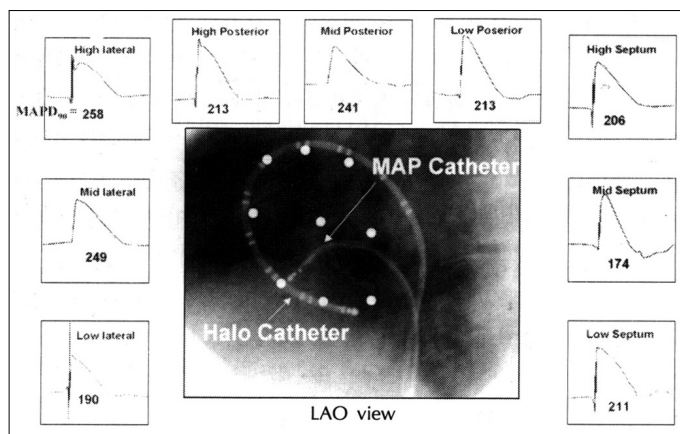 High lateral
MAPD90 = 258
High Posterior
213
Mid Posterior
241
Low Poserior
213
High Septum
206
Mid lateral
249
MAP Catheter
Mid Septum
174
Low lateral
190
Halo Catheter
Low Septum
211
LAO view